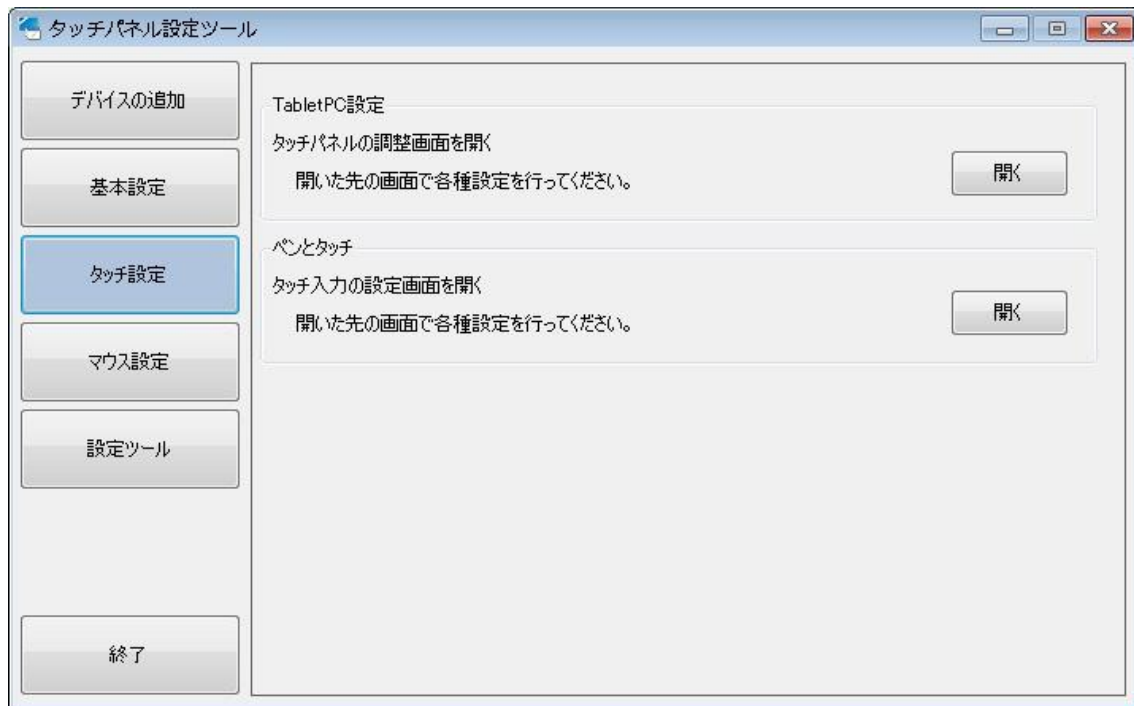 タッチパネル設定ツール
デバイスの追加
基本設定
タッチ設定
マウス設定
設定ツール
終了
TabletPC設定
タッチパネルの調整画面を開く
開いた先の画面で各種設定を行ってください。
開く
ペンとタッチ
タッチ入力の設定画面を開く
開いた先の画面で各種設定を行ってください。
開く